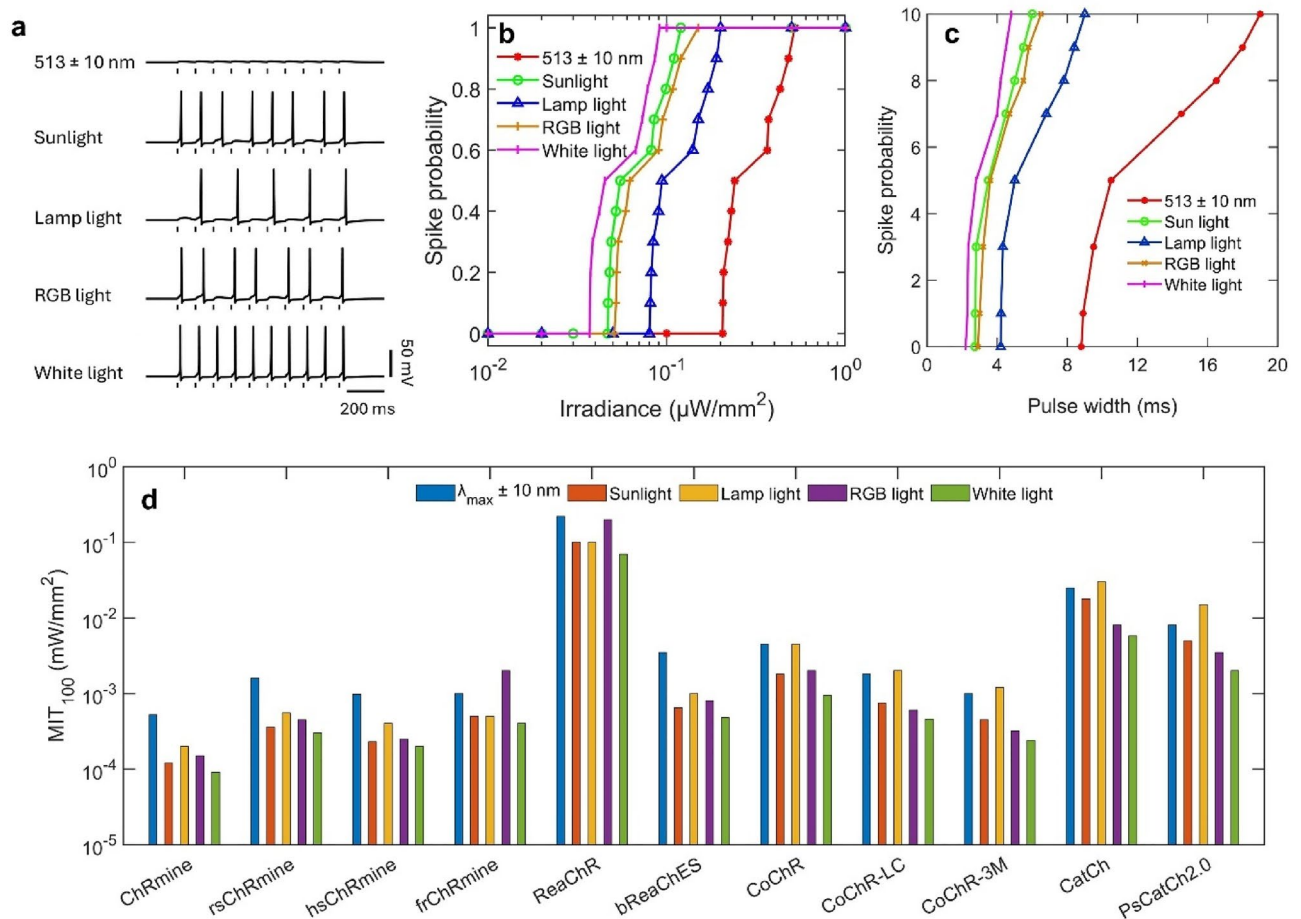 a
513 ± 10 nm
Sunlight
Lamp light
RGB light
White light
50 mV
200 ms
b
Spike probability
1
0.8
0.6
0.4
0.2
0
513 ± 10 nm
Sunlight
Lamp light
RGB light
White light
10-2
10-1
100
Irradiance (μW/mm2)
c
Spike probability
10
8
6
4
2
0
513 ± 10 nm
Sun light
Lamp light
RGB light
White light
0 4 8 12 16 20
Pulse width (ms)
d
λmax ± 10 nm Sunlight Lamp light RGB light White light
MIT100 (mW/mm2)
100
10-1
10-2
10-3
10-4
10-5
ChRmine
rsChRmine
hsChRmine
frChRmine
ReaChR
bReaChES
CoChR
CoChR-LC
CoChR-3M
CatCh
PsCatCh2.0